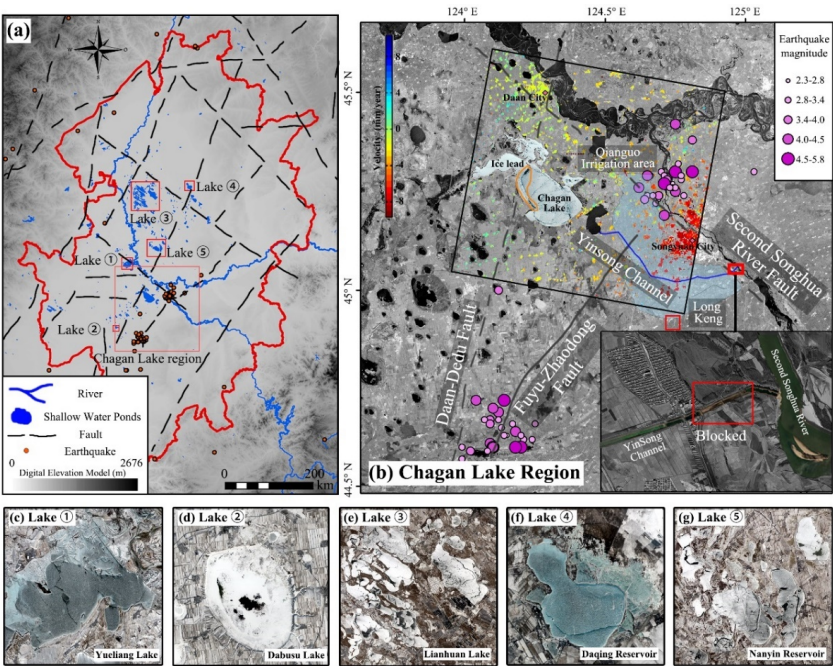 (a)
N
Lake ④
Lake ③
Lake ⑤
Lake ①
Lake ②
Chagan Lake region
River
Shallow Water Ponds
Fault
Earthquake
0
2676
Digital Elevation Model (m)
0
200
km
124° E
124.5° E
125° E
45.5° N
45° N
44.5° N
8
4
0
-4
-8
Velocity (mm/year)
Earthquake
magnitude
2.3-2.8
2.8-3.4
3.4-4.0
4.0-4.5
4.5-5.8
Daan City
Qianguo
Irrigation area
Ice lead
Chagan
Lake
Songyuan City
Yinsong Channel
Second Songhua
River Fault
Long
Keng
Daan-Dedu Fault
Fuyu-Zhaodong
Fault
Second Songhua River
YinSong
Channel
Blocked
(b) Chagan Lake Region
(c) Lake ①
Yueliang Lake
(d) Lake ②
Dabusu Lake
(e) Lake ③
Lianhuan Lake
(f) Lake ④
Daqing Reservoir
(g) Lake ⑤
Nanyin Reservoir